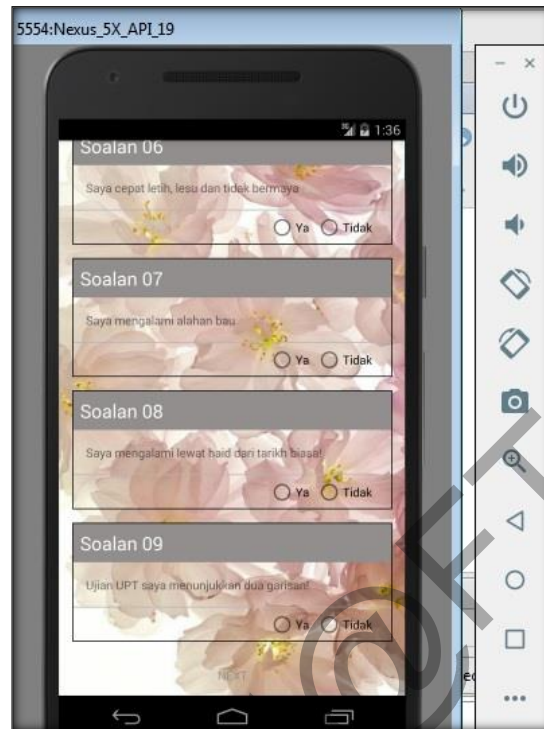 5554:Nexus_5X_API_19
3G 1:36
Soalan 06
Saya cepat letih, lesu dan tidak bermaya
Ya Tidak
Soalan 07
Saya mengalami alahan bau
Ya Tidak
Soalan 08
Saya mengalami lewat haid dari tarikh biasa!
Ya Tidak
Soalan 09
Ujian UPT saya menunjukkan dua garisan!
Ya Tidak
NEXT